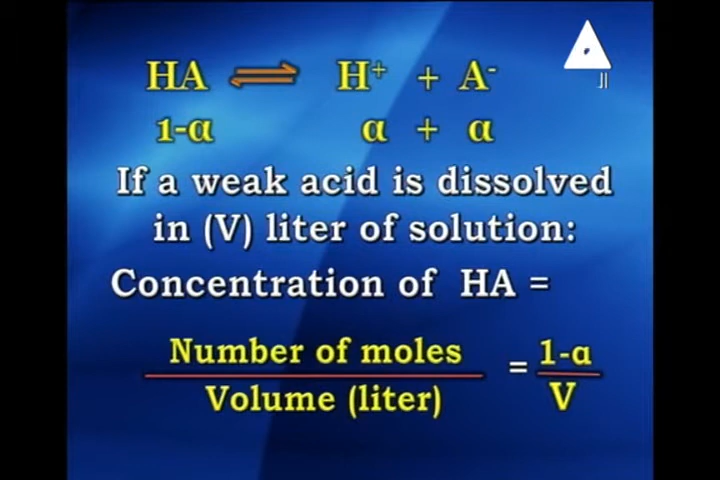 HA ⇌ H⁺ + A⁻
1-α α + α
If a weak acid is dissolved
in (V) liter of solution:
Concentration of HA =
Number of moles
Volume (liter)
= 1-α
V